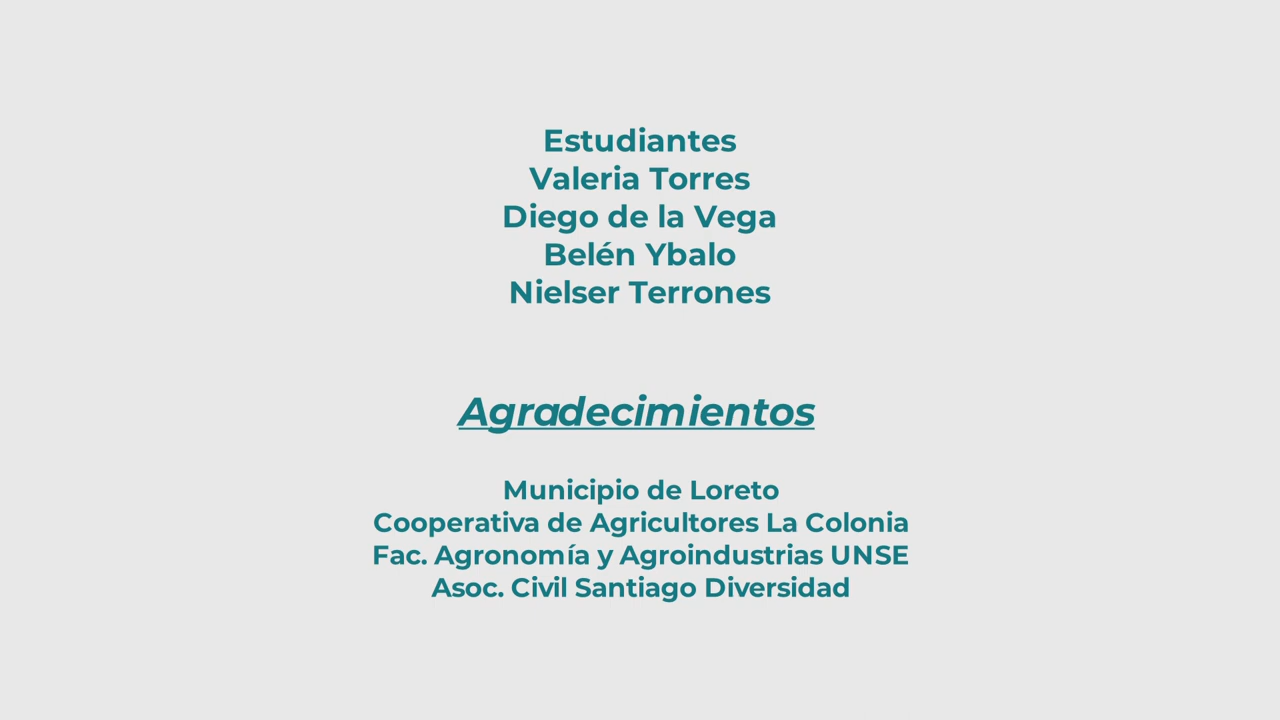 Estudiantes
Valeria Torres
Diego de la Vega
Belén Ybalo
Nielser Terrones
Agradecimientos
Municipio de Loreto
Cooperativa de Agricultores La Colonia
Fac. Agronomía y Agroindustrias UNSE
Asoc. Civil Santiago Diversidad